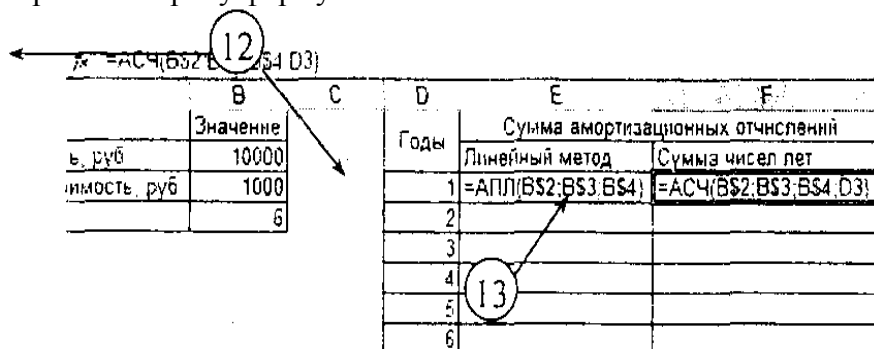 12
fx =АСЧ(B$2 B $4 D3)
B C D E F
Значение Годы Сумма амортизационных отчислений
ь, руб 10000 Линейный метод Сумма чисел лет
имость, руб 1000 1 =АПЛ(B$2;B$3;B$4) =АСЧ(B$2;B$3;B$4;D3)
6 2
3
4
13
5
6